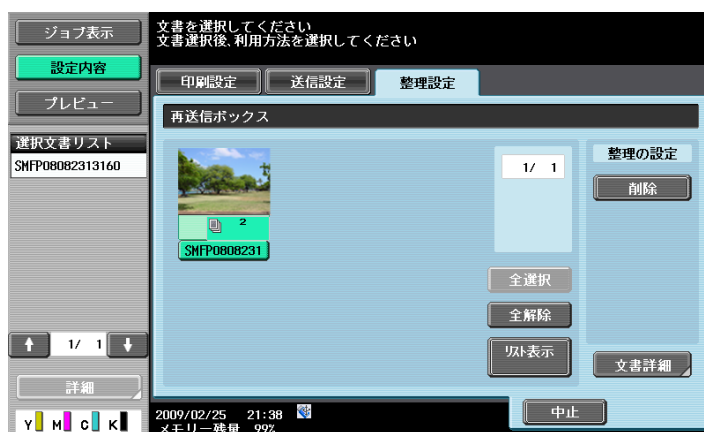 ジョブ表示
設定内容
プレビュー
選択文書リスト
SMFP08082313160
1/ 1
詳細
Y M C K
文書を選択してください
文書選択後、利用方法を選択してください
印刷設定
送信設定
整理設定
再送信ボックス
2
SMFP0808231
1/ 1
全選択
全解除
リスト表示
整理の設定
削除
文書詳細
2009/02/25 21:38
メモリー残量 99%
中止